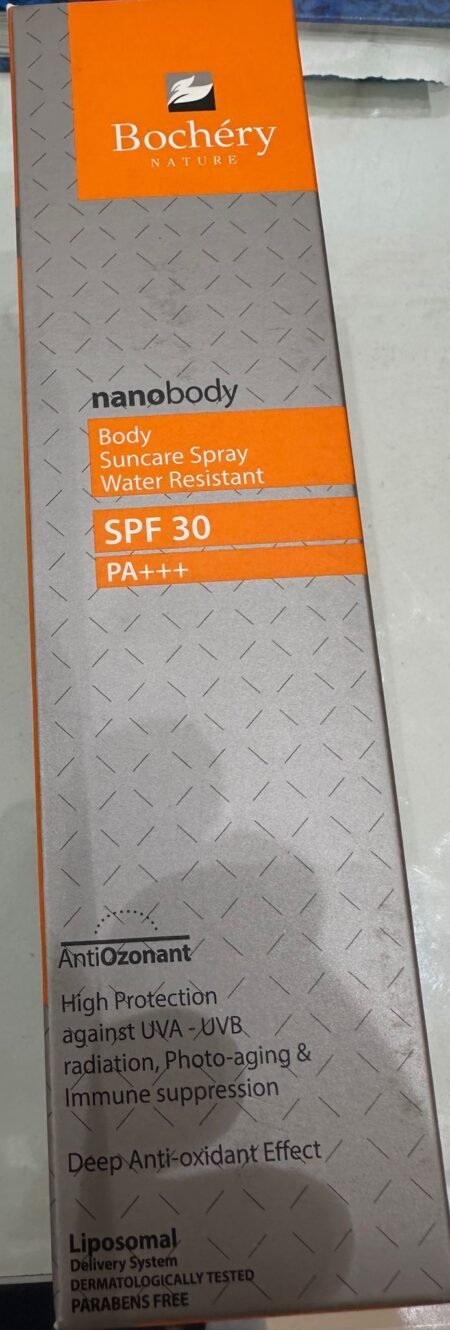 Bochéry
NATURE
nanobody
Body
Suncare Spray
Water Resistant
SPF 30
PA+++
AntiOzonant
High Protection
against UVA - UVB
radiation, Photo-aging &
Immune suppression
Deep Anti-oxidant Effect
Liposomal
Delivery System
DERMATOLOGICALLY TESTED
PARABENS FREE